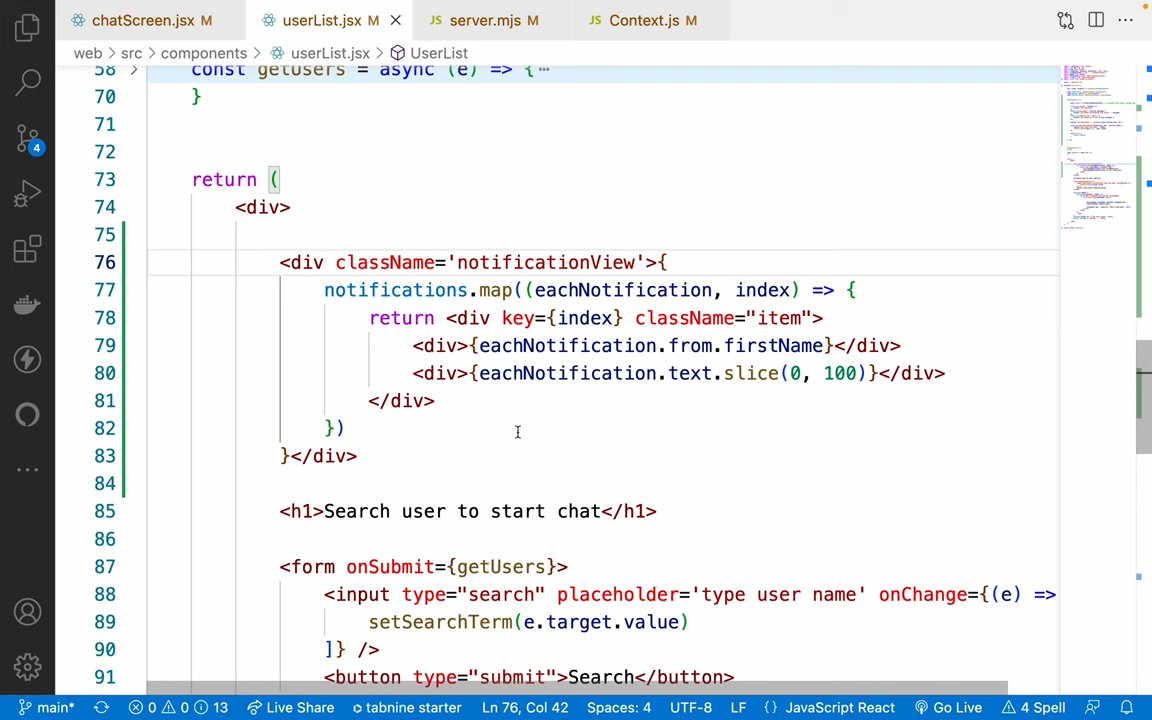 chatScreen.jsx M
userList.jsx M
JS server.mjs M
JS Context.js M
web > src > components > userList.jsx > UserList
58 > const getUsers = async (e) => { ⋯
70 }
71
72
73 return (
74 <div>
75
76 <div className='notificationView'>{
77 notifications.map((eachNotification, index) => {
78 return <div key={index} className="item">
79 <div>{eachNotification.from.firstName}</div>
80 <div>{eachNotification.text.slice(0, 100)}</div>
81 </div>
82 })
83 }</div>
84
85 <h1>Search user to start chat</h1>
86
87 <form onSubmit={getUsers}>
88 <input type="search" placeholder='type user name' onChange={(e) =>
89 setSearchTerm(e.target.value)
90 ]} />
91 <button type="submit">Search</button>
4
main* 0 0 13 Live Share tabnine starter Ln 76, Col 42 Spaces: 4 UTF-8 LF {} JavaScript React Go Live 4 Spell